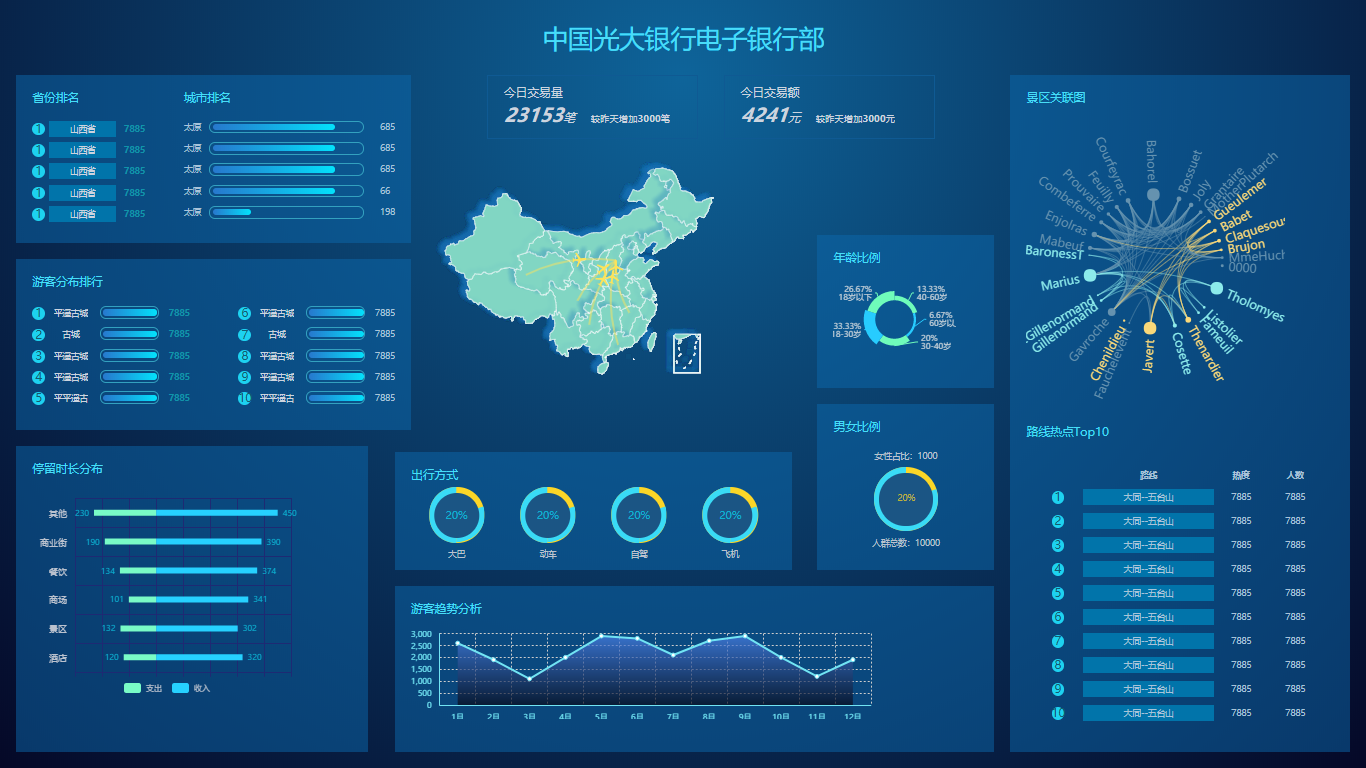 中国光大银行电子银行部
省份排名
1 山西省 7885
1 山西省 7885
1 山西省 7885
1 山西省 7885
1 山西省 7885
城市排名
太原 685
太原 685
太原 685
太原 66
太原 198
今日交易量
23153笔 较昨天增加3000笔
今日交易额
4241元 较昨天增加3000元
游客分布排行
1 平遥古城 7885
2 古城 7885
3 平遥古城 7885
4 平遥古城 7885
5 平平遥古 7885
6 平遥古城 7885
7 古城 7885
8 平遥古城 7885
9 平遥古城 7885
10 平平遥古 7885
停留时长分布
其他 230 450
商业街 190 390
餐饮 134 374
商场 101 341
景区 132 302
酒店 120 320
支出 收入
年龄比例
26.67%
18岁以下
13.33%
40-60岁
6.67%
60岁以
33.33%
18-30岁
20%
30-40岁
男女比例
女性占比: 1000
20%
人群总数: 10000
出行方式
20% 20% 20% 20%
大巴 动车 自驾 飞机
游客趋势分析
3,000
2,500
2,000
1,500
1,000
500
0
1月 2月 3月 4月 5月 6月 7月 8月 9月 10月 11月 12月
景区关联图
Bahorel
Bossuet
Joly
Grantaire
MotherPlutarch
Gueulemer
Babet
Claquesou
Brujon
MmeHuch
0000
Tholomyes
Listolier
Fameuil
Thenardier
Cosette
Javert
Fauchelevent
Chenildieu
Gavroche
Gillenormand
Gillenormand
Marius
BaronessT
Mabeuf
Enjolras
Combeferre
Prouvaire
Feuilly
Courfeyrac
路线热点Top10
路线 热度 人数
1 大同--五台山 7885 7885
2 大同--五台山 7885 7885
3 大同--五台山 7885 7885
4 大同--五台山 7885 7885
5 大同--五台山 7885 7885
6 大同--五台山 7885 7885
7 大同--五台山 7885 7885
8 大同--五台山 7885 7885
9 大同--五台山 7885 7885
10 大同--五台山 7885 7885